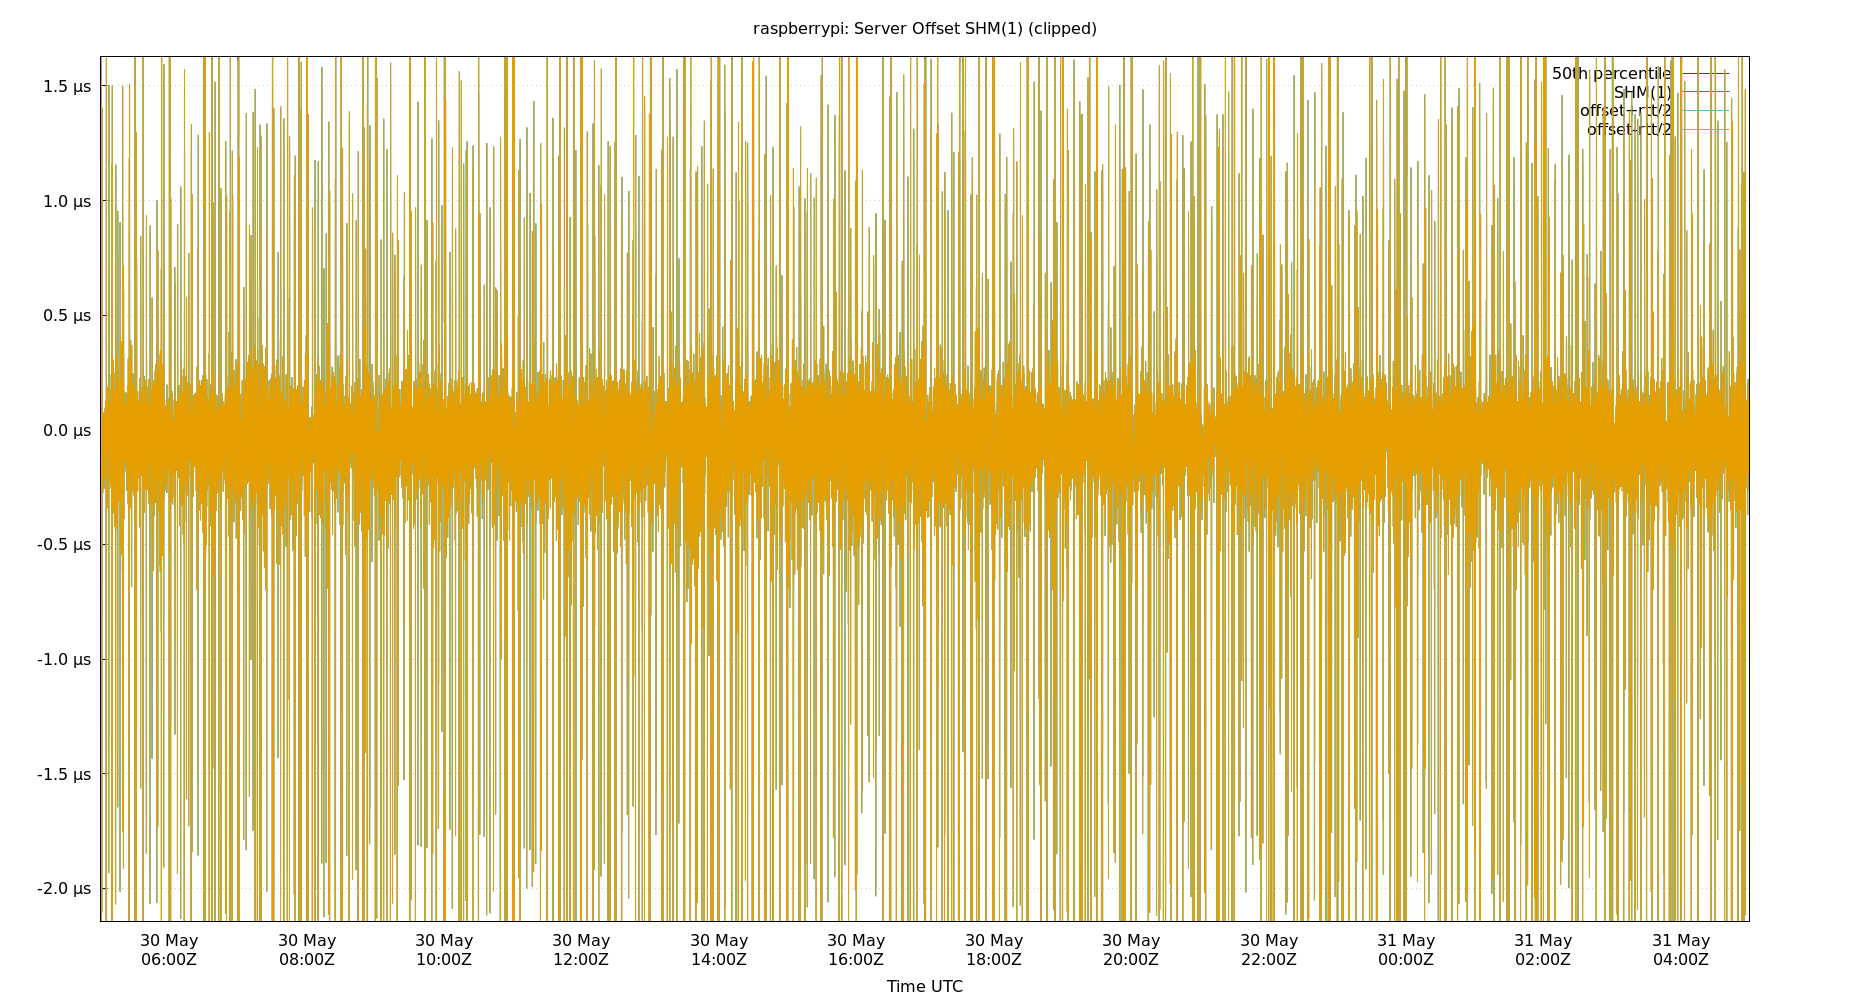 raspberrypi: Server Offset SHM(1) (clipped)
50th percentile
SHM(1)
offset+rtt/2
offset-rtt/2
1.5 µs
1.0 µs
0.5 µs
0.0 µs
-0.5 µs
-1.0 µs
-1.5 µs
-2.0 µs
30 May 30 May 30 May 30 May 30 May 30 May 30 May 30 May 30 May 31 May 31 May 31 May
06:00Z 08:00Z 10:00Z 12:00Z 14:00Z 16:00Z 18:00Z 20:00Z 22:00Z 00:00Z 02:00Z 04:00Z
Time UTC